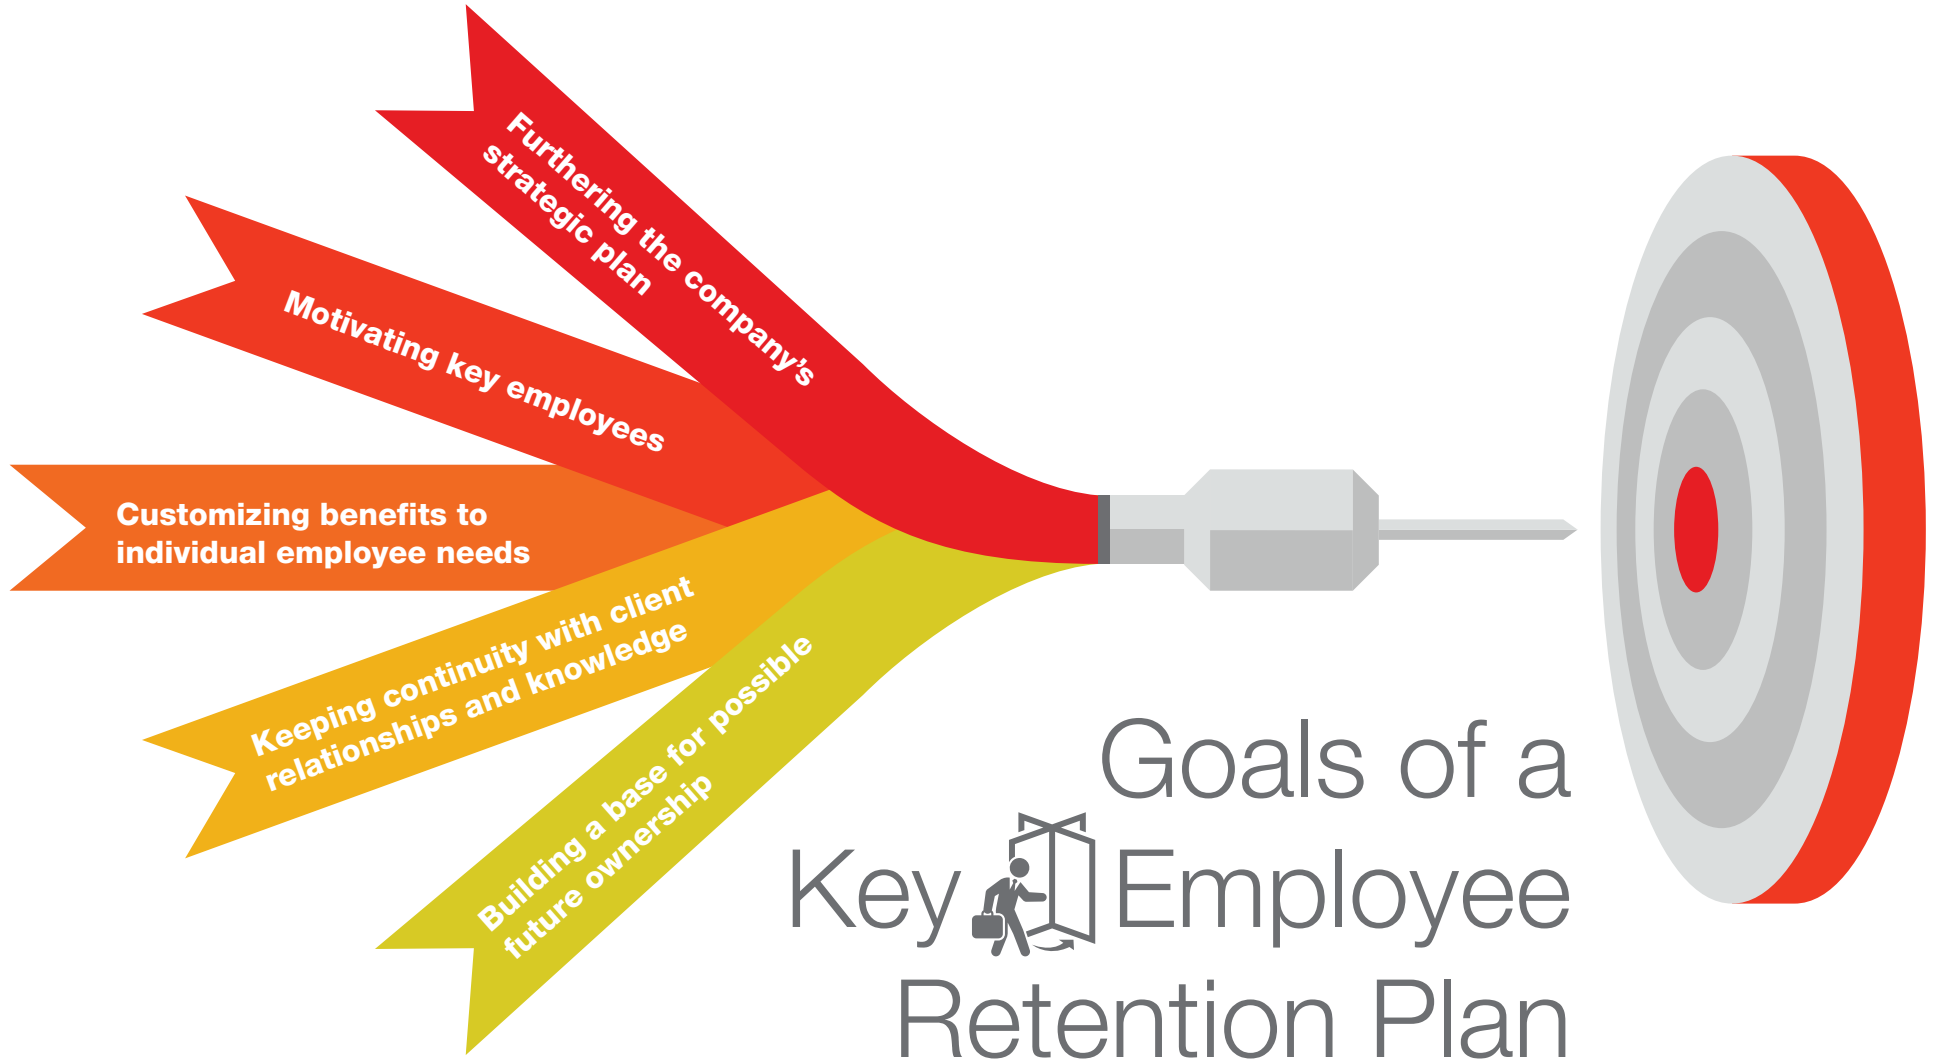 Furthering the company's
strategic plan
Motivating key employees
Customizing benefits to
individual employee needs
Keeping continuity with client
relationships and knowledge
Building a base for possible
future ownership
Goals of a
Key Employee
Retention Plan